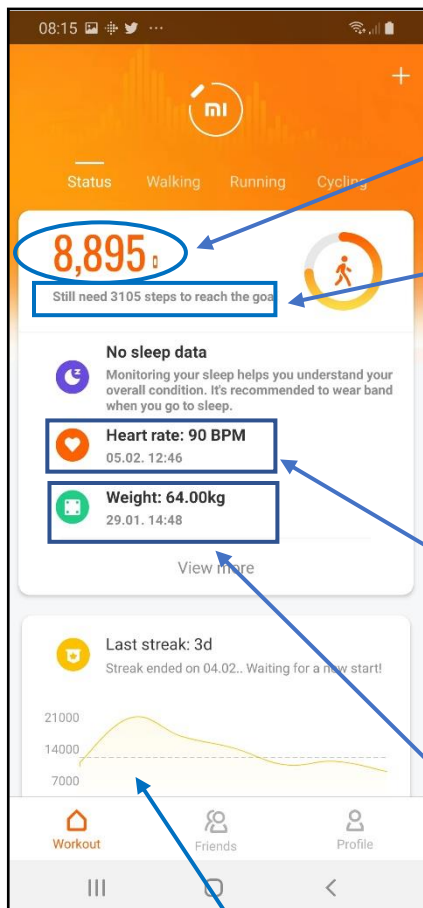 08:15
mi
+
Status Walking Running Cycling
8,895
Still need 3105 steps to reach the goa
No sleep data
Monitoring your sleep helps you understand your
overall condition. It's recommended to wear band
when you go to sleep.
Heart rate: 90 BPM
05.02. 12:46
Weight: 64.00kg
29.01. 14:48
View more
Last streak: 3d
Streak ended on 04.02.. Waiting for a new start!
21000
14000
7000
Workout Friends Profile